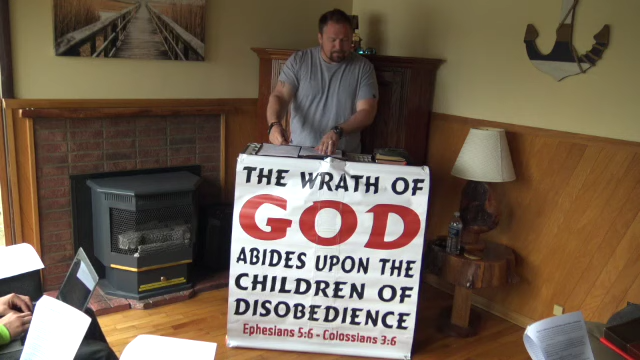 THE WRATH OF
GOD
ABIDES UPON THE
CHILDREN OF
DISOBEDIENCE
Ephesians 5:6 - Colossians 3:6